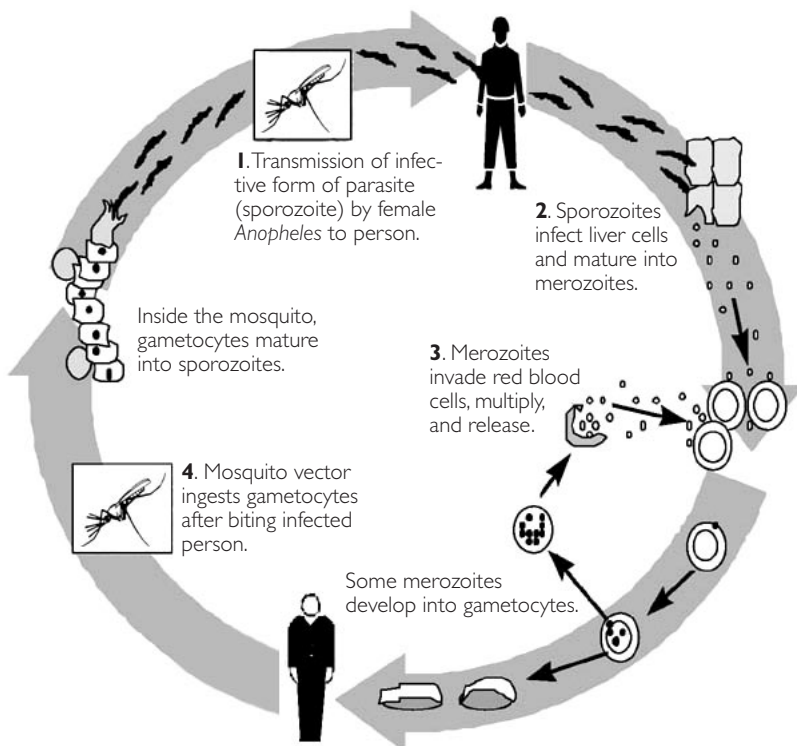 1. Transmission of infec-
tive form of parasite
(sporozoite) by female
Anopheles to person.
2. Sporozoites
infect liver cells
and mature into
merozoites.
3. Merozoites
invade red blood
cells, multiply,
and release.
Some merozoites
develop into gametocytes.
4. Mosquito vector
ingests gametocytes
after biting infected
person.
Inside the mosquito,
gametocytes mature
into sporozoites.